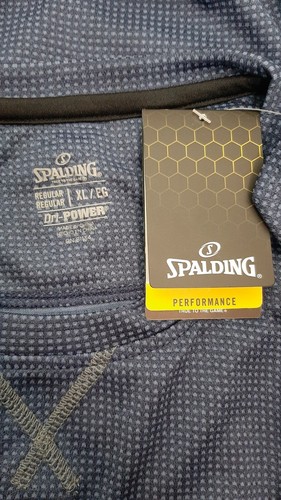 SPALDING
REGULAR
REGULAR
XL / EG
Dri-POWER
S
SPALDING
PERFORMANCE
TRUE TO THE GAME